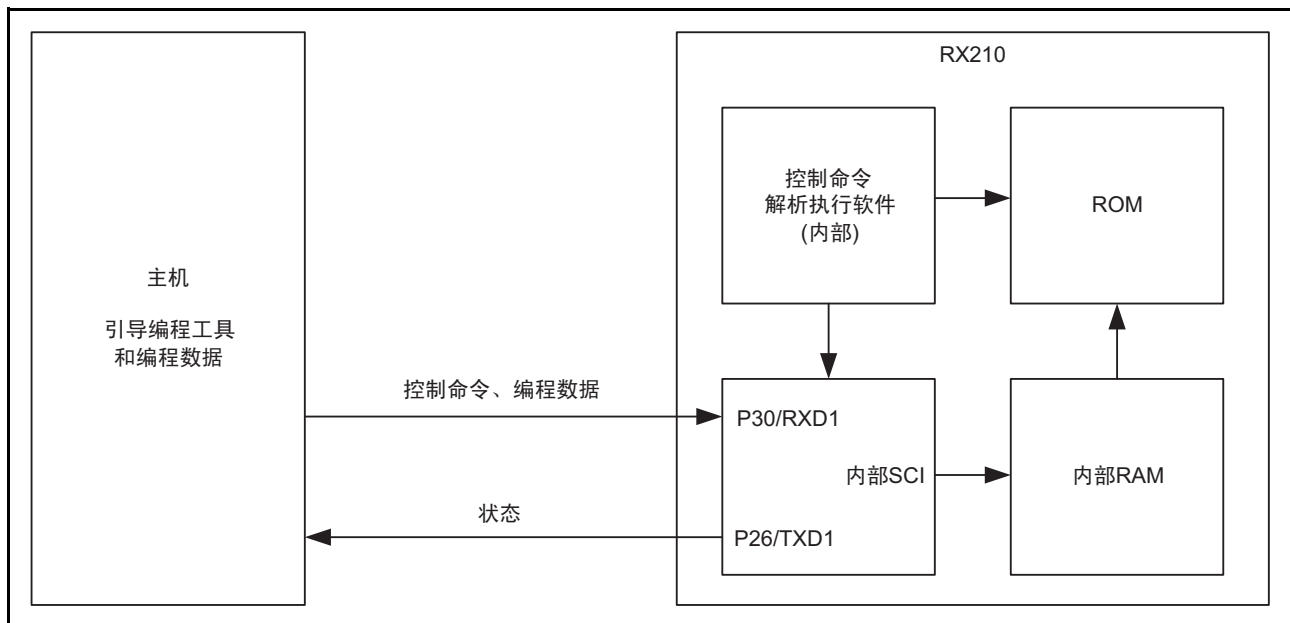 RX210
控制命令
解析执行软件
(内部)
ROM
主机
引导编程工具
和编程数据
控制命令、编程数据
P30/RXD1
内部SCI
内部RAM
状态
P26/TXD1